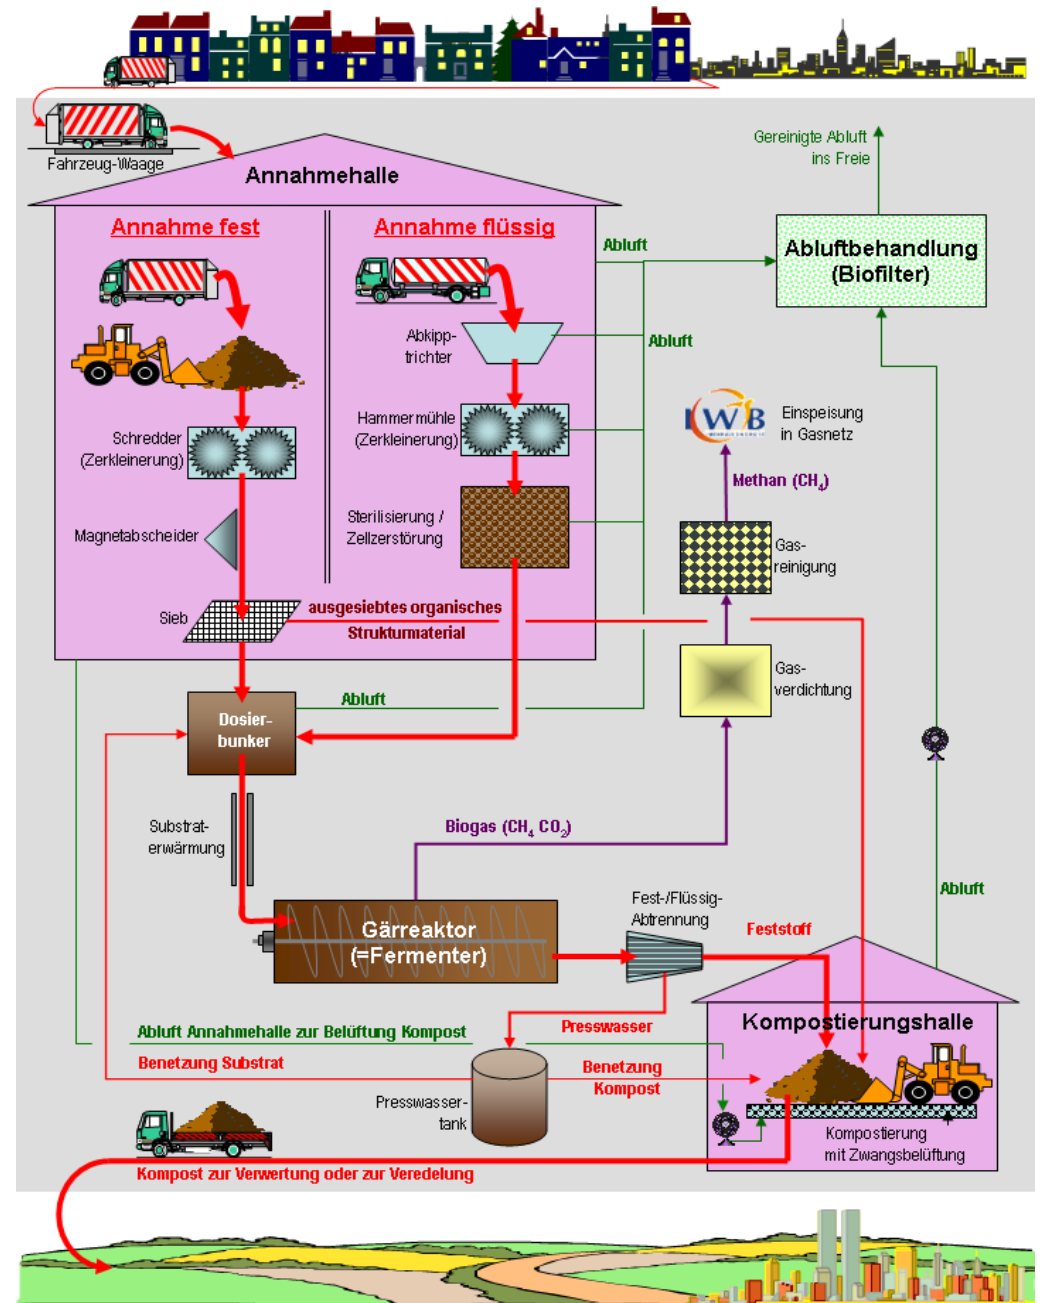 Fahrzeug-Waage
Annahmehalle
Gereinigte Abluft
ins Freie
Annahme fest
Annahme flüssig
Abluft
Abluftbehandlung
(Biofilter)
Abkipp-
trichter
Abluft
Schredder
(Zerkleinerung)
Hammermühle
(Zerkleinerung)
IWB
Einspeisung
in Gasnetz
Methan (CH₄)
Magnetabscheider
Sterilisierung /
Zellzerstörung
Gas-
reinigung
Sieb
ausgesiebtes organisches
Strukturmaterial
Gas-
verdichtung
Abluft
Dosier-
bunker
Substrat-
erwärmung
Biogas (CH₄ CO₂)
Abluft
Fest-/Flüssig-
Abtrennung
Gärreaktor
(=Fermenter)
Feststoff
Presswasser
Abluft Annahmehalle zur Belüftung Kompost
Kompostierungshalle
Benetzung Substrat
Benetzung
Kompost
Presswasser-
tank
Kompostierung
mit Zwangsbelüftung
Kompost zur Verwertung oder zur Veredelung